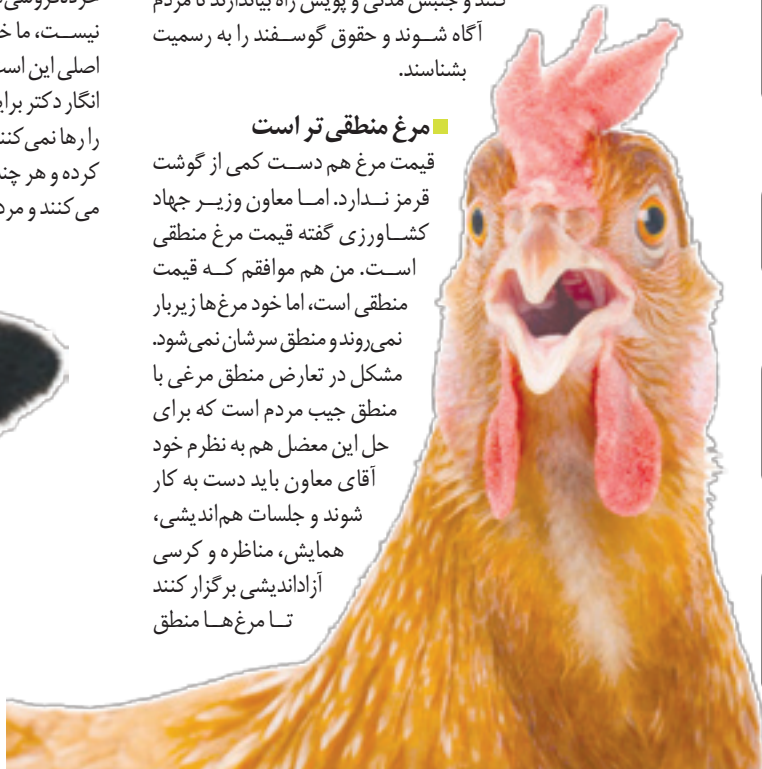 کنند و جنبش مدنی و پویش راه بیاندازند تا مردم
آگاه شـوند و حقوق گوسـفند را به رسمیت
بشناسند.
مرغ منطقی‌تر است
قیمت مرغ هم دسـت کمی از گوشت
قرمز نـدارد. امـا معاون وزیـر جهاد
کشـاورزی گفته قیمت مرغ منطقی
اسـت. من هم موافقم کـه قیمت
منطقی است، اما خود مرغ‌ها زیربار
نمی‌روند و منطق سرشان نمی‌شود.
مشکل در تعارض منطق مرغی با
منطق جیب مردم است که برای
حل این معضل هم به نظرم خود
آقای معاون باید دست به کار
شوند و جلسات هم‌اندیشی،
همایش، مناظره و کرسی
آزاداندیشی برگزار کنند
تـا مرغ‌هـا منطق
نیسـت، ما
اصلی این
انگار دکتر
را رها نمی‌کنند
کرده و هر
می‌کنند و